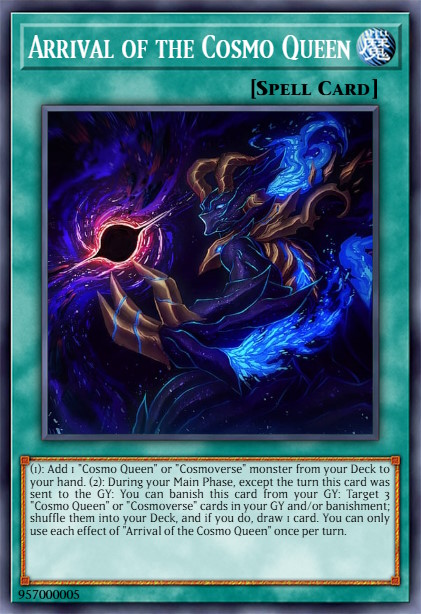 ARRIVAL OF THE COSMO QUEEN
魔
[SPELL CARD]
(1): Add 1 "Cosmo Queen" or "Cosmoverse" monster from your Deck to
your hand. (2): During your Main Phase, except the turn this card was
sent to the GY: You can banish this card from your GY: Target 3
"Cosmo Queen" or "Cosmoverse" cards in your GY and/or banishment;
shuffle them into your Deck, and if you do, draw 1 card. You can only
use each effect of "Arrival of the Cosmo Queen" once per turn.
957000005